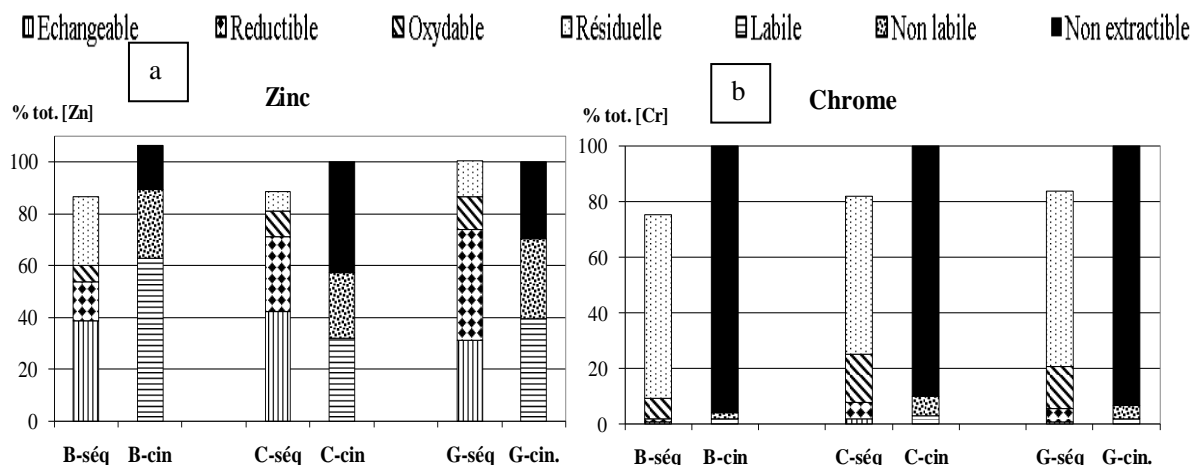 Echangeable Reductible Oxydable Résiduelle Labile Non labile Non extractible
a
Zinc
% tot. [Zn]
100
80
60
40
20
0
B-séq B-cin C-séq C-cin G-séq G-cin.
b
Chrome
% tot. [Cr]
100
80
60
40
20
0
B-séq B-cin C-séq C-cin G-séq G-cin.